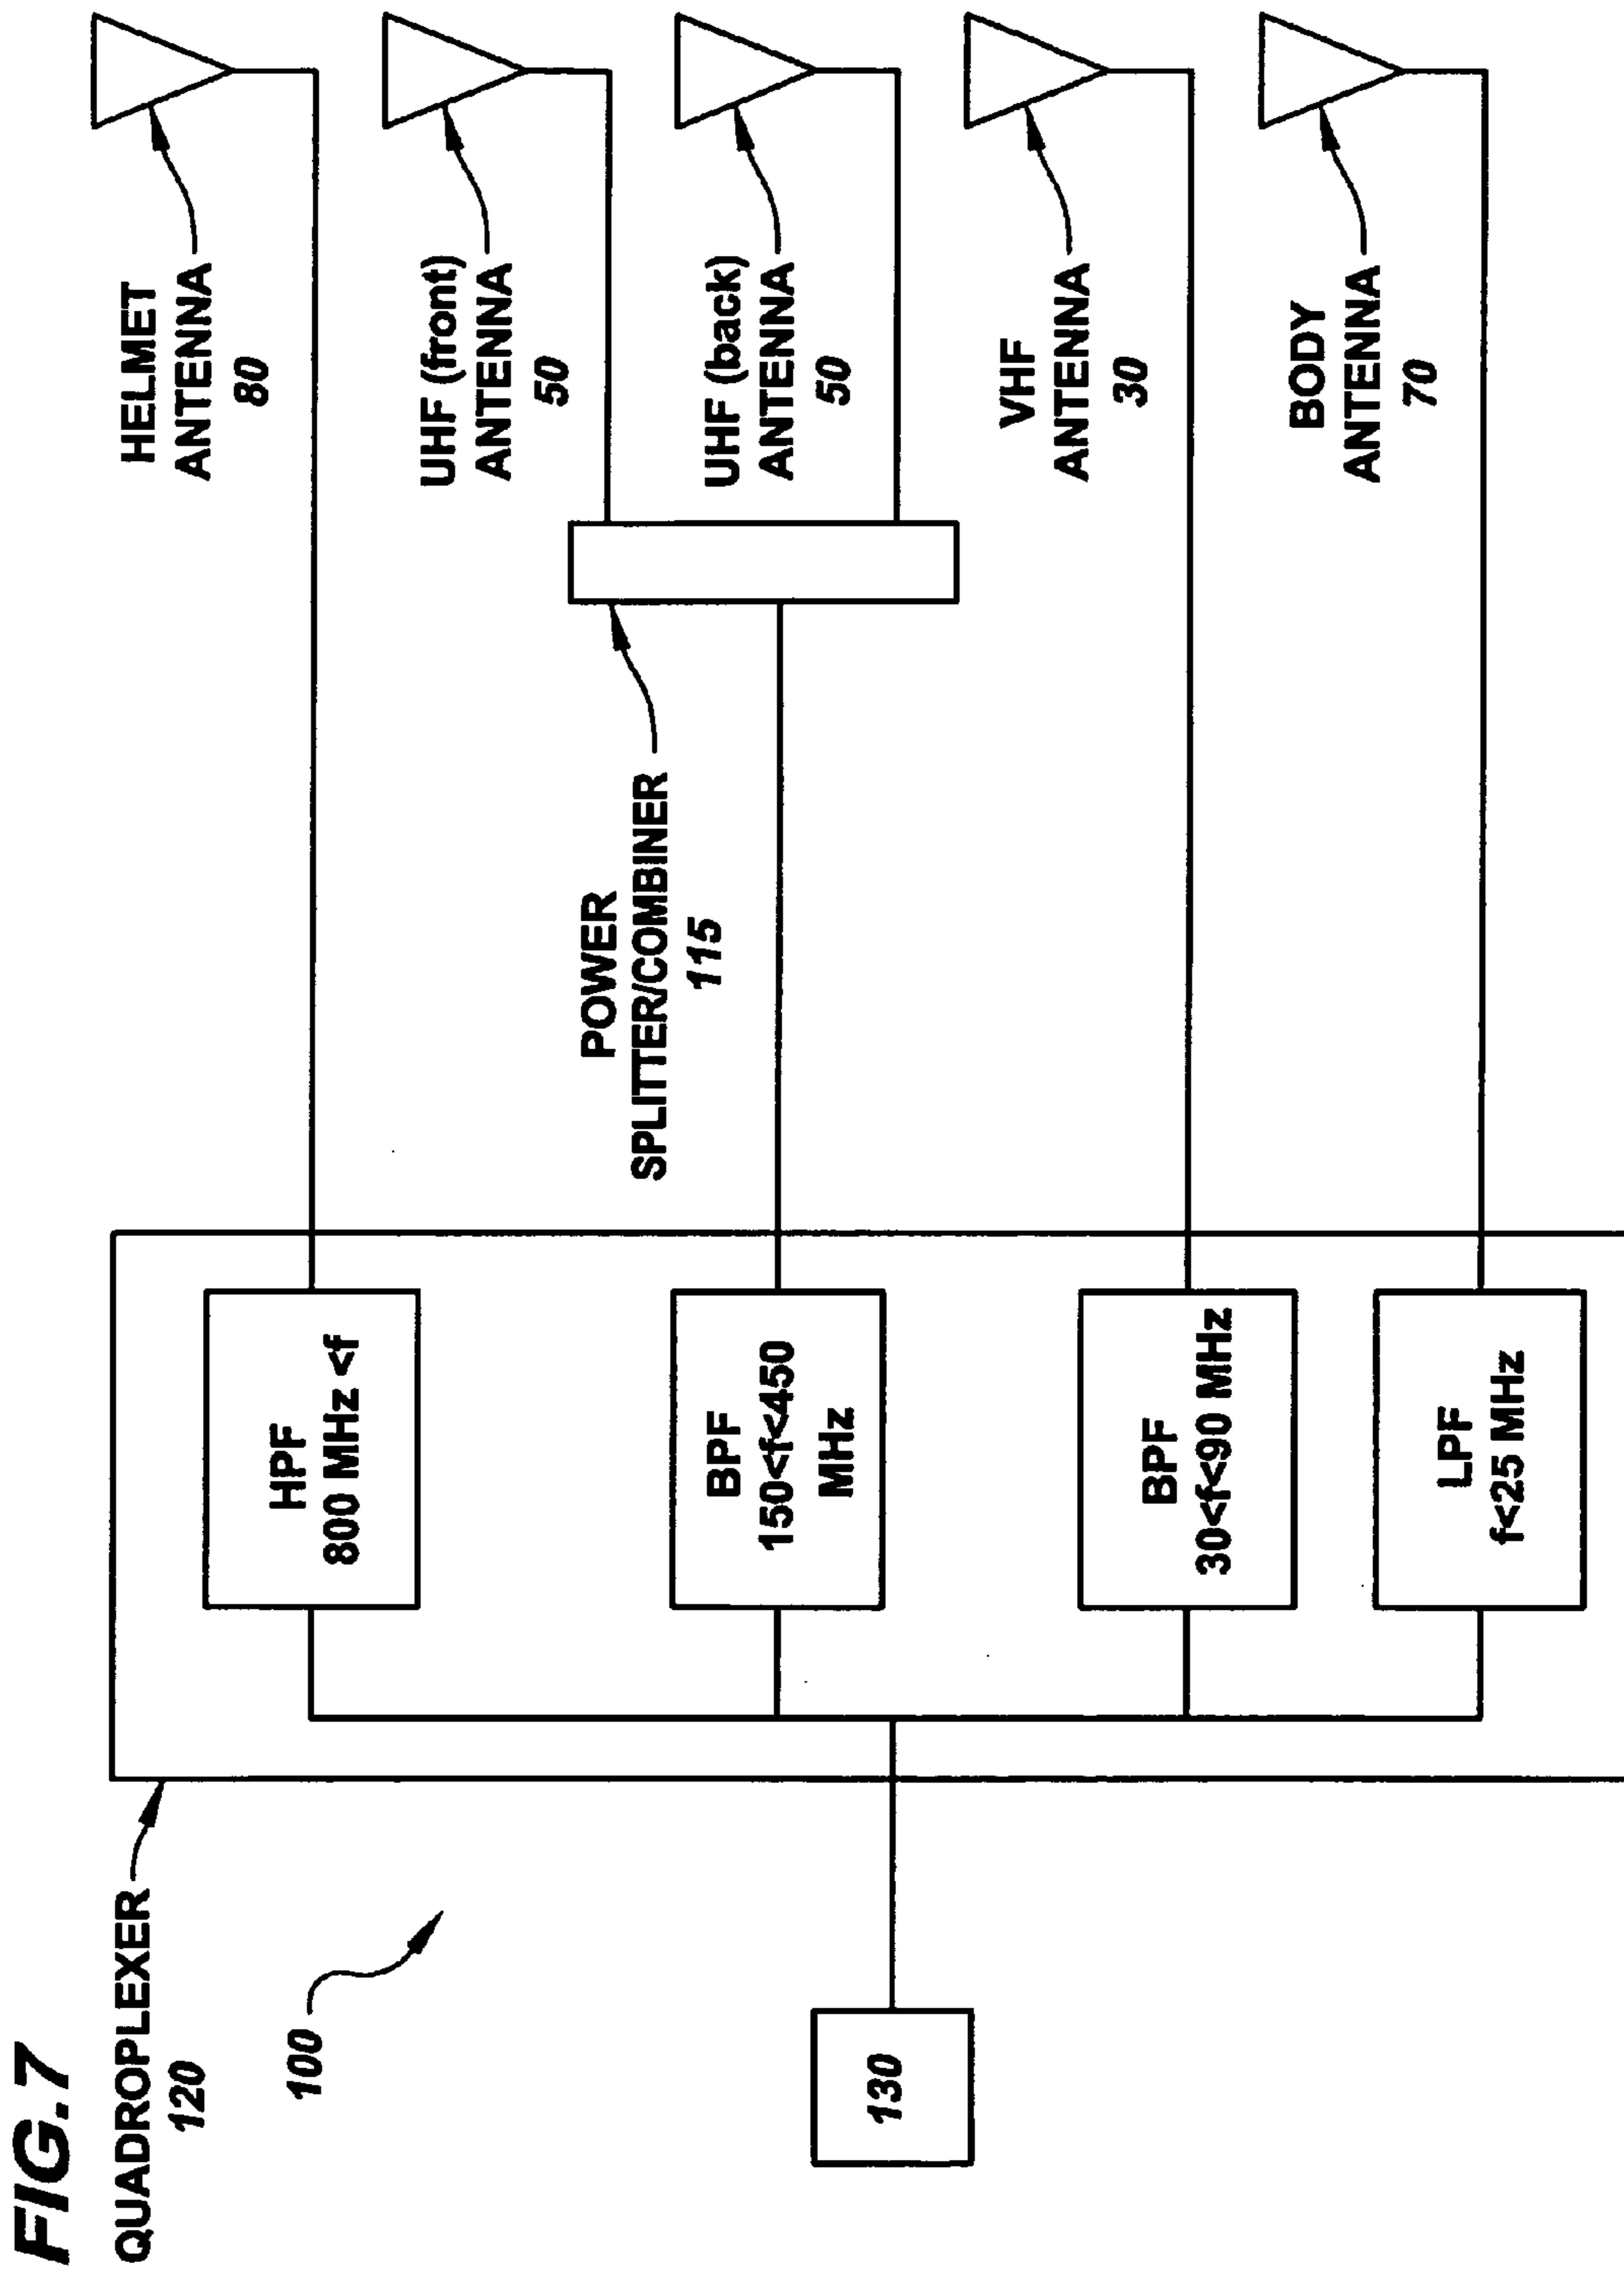 FIG.7
QUADROPLEXER
120
100
130
HPF
800 MHz <f
BPF
150<f<450
MHz
BPF
30<f<90 MHz
LPF
f<25 MHz
POWER
SPLITTER/COMBINER
115
HELMET
ANTENNA
80
UHF (front)
ANTENNA
50
UHF (back)
ANTENNA
50
VHF
ANTENNA
30
BODY
ANTENNA
70